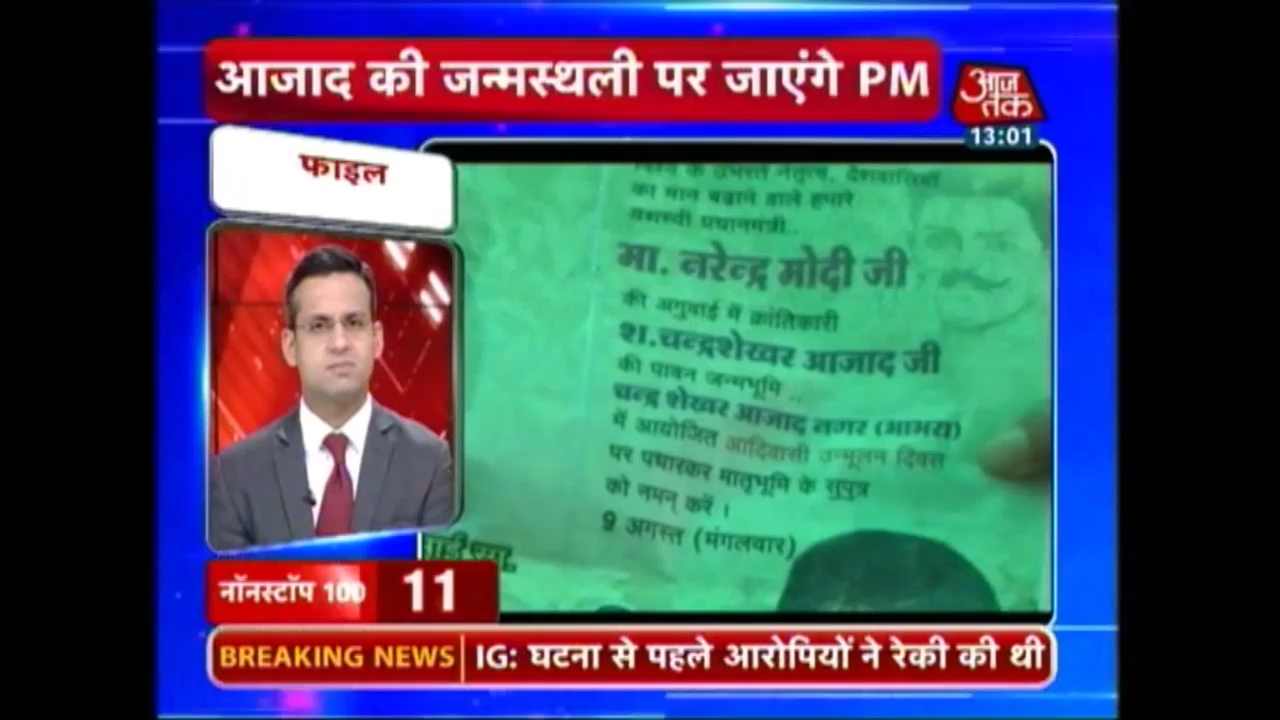 आजाद की जन्मस्थली पर जाएंगे PM
आज तक
13:01
फाइल
का मान बढ़ाने वाले हमारे
यशस्वी प्रधानमंत्री..
मा. नरेन्द्र मोदी जी
की अगुवाई में क्रांतिकारी
श.चन्द्रशेखर आजाद जी
की पावन जन्मभूमि ..
चन्द्र शेखर आजाद नगर (भाभरा)
में आयोजित आदिवासी उन्मूलन दिवस
पर पधारकर मातृभूमि के सुपुत्र
को नमन् करें ।
9 अगस्त (मंगलवार)
नॉनस्टॉप 100
11
BREAKING NEWS
IG: घटना से पहले आरोपियों ने रेकी की थी